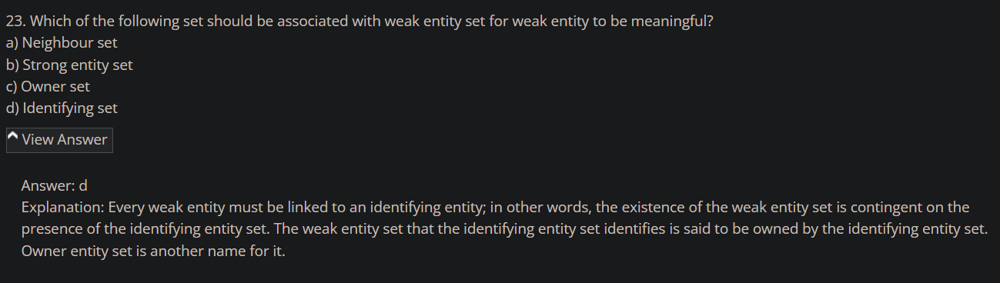 23. Which of the following set should be associated with weak entity set for weak entity to be meaningful?
a) Neighbour set
b) Strong entity set
c) Owner set
d) Identifying set
View Answer
Answer: d
Explanation: Every weak entity must be linked to an identifying entity; in other words, the existence of the weak entity set is contingent on the
presence of the identifying entity set. The weak entity set that the identifying entity set identifies is said to be owned by the identifying entity set.
Owner entity set is another name for it.